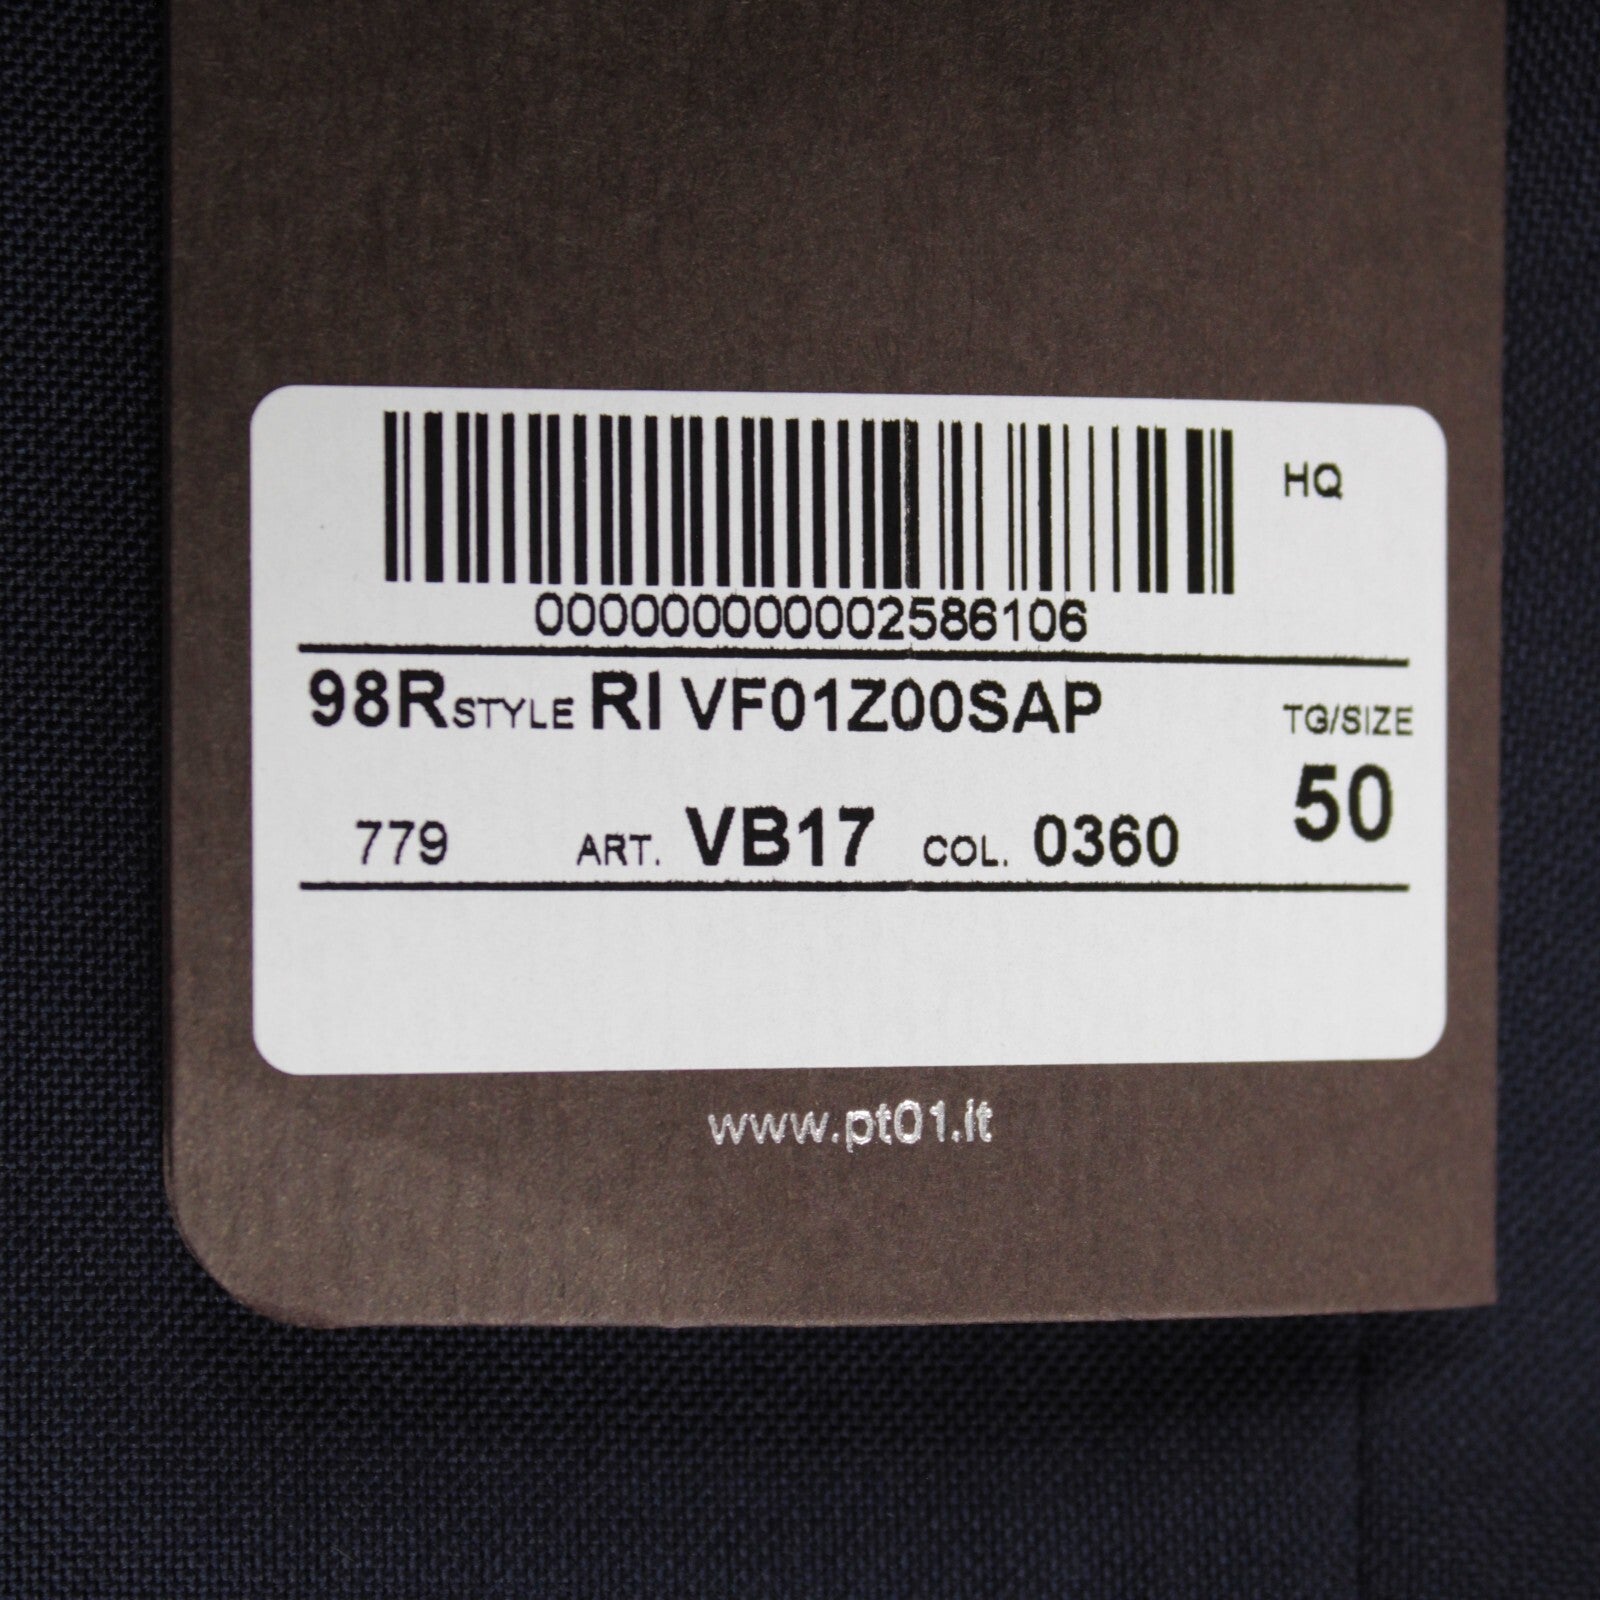 HQ
0000000000002586106
98R STYLE RI VF01Z00SAP TG/SIZE
50
779 ART. VB17 COL. 0360
www.pt01.it